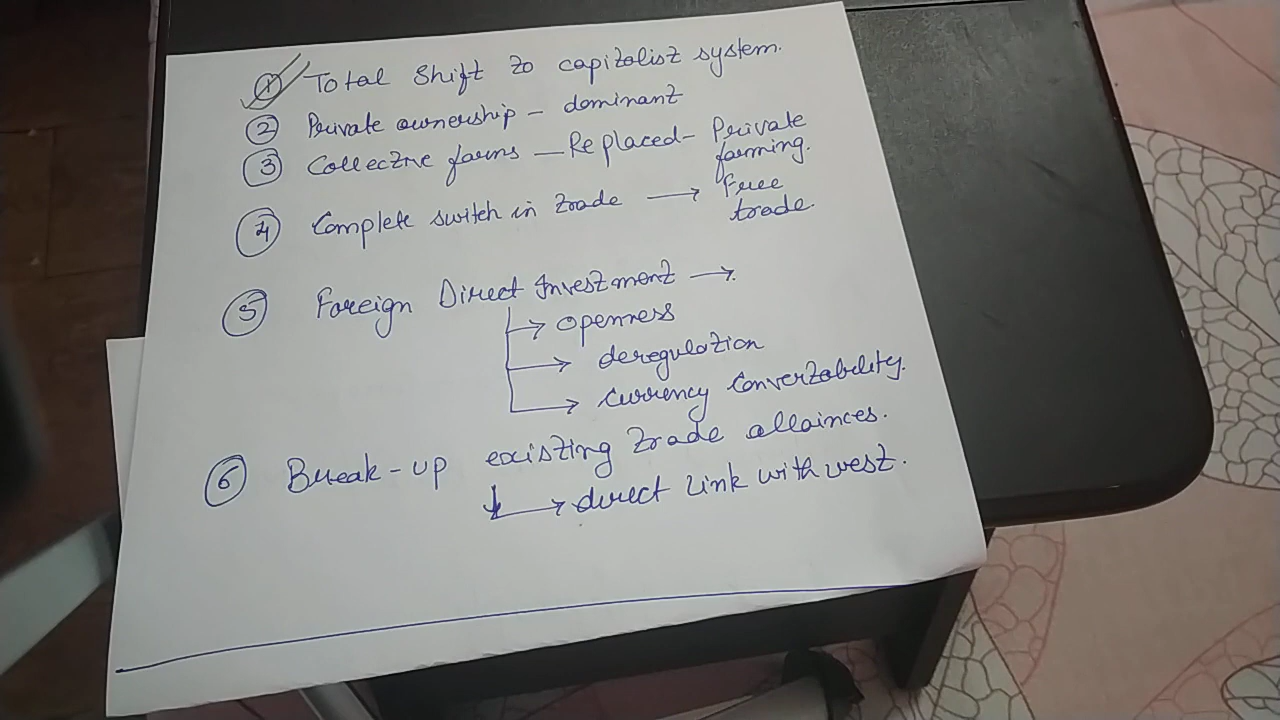 ① Total Shift to capitalist system.
② Private ownership - dominant
③ Collective farms - Replaced - Private
farming.
④ Complete switch in trade → Free
trade.
⑤ Foreign Direct Investment →
→ openness
→ deregulation
→ currency Convertability.
⑥ Break-up existing trade allainces.
→ direct link with west.